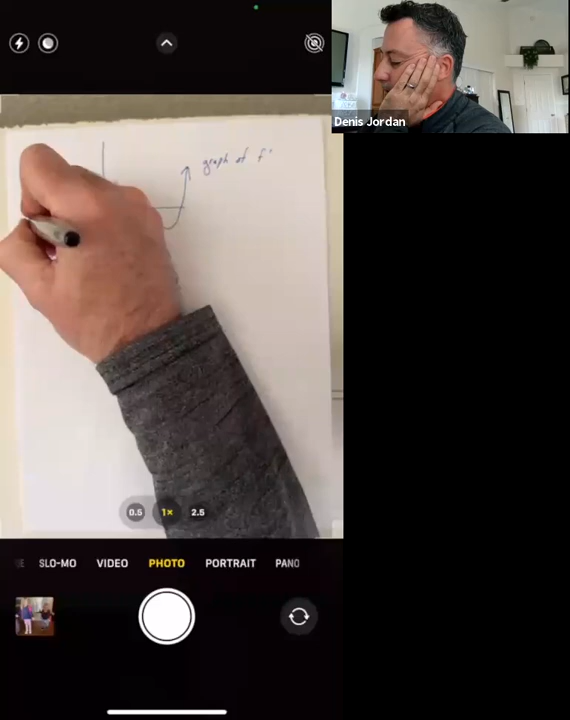 Denis Jordan
graph of f'
0.5 1× 2.5
SLO-MO VIDEO PHOTO PORTRAIT PANO